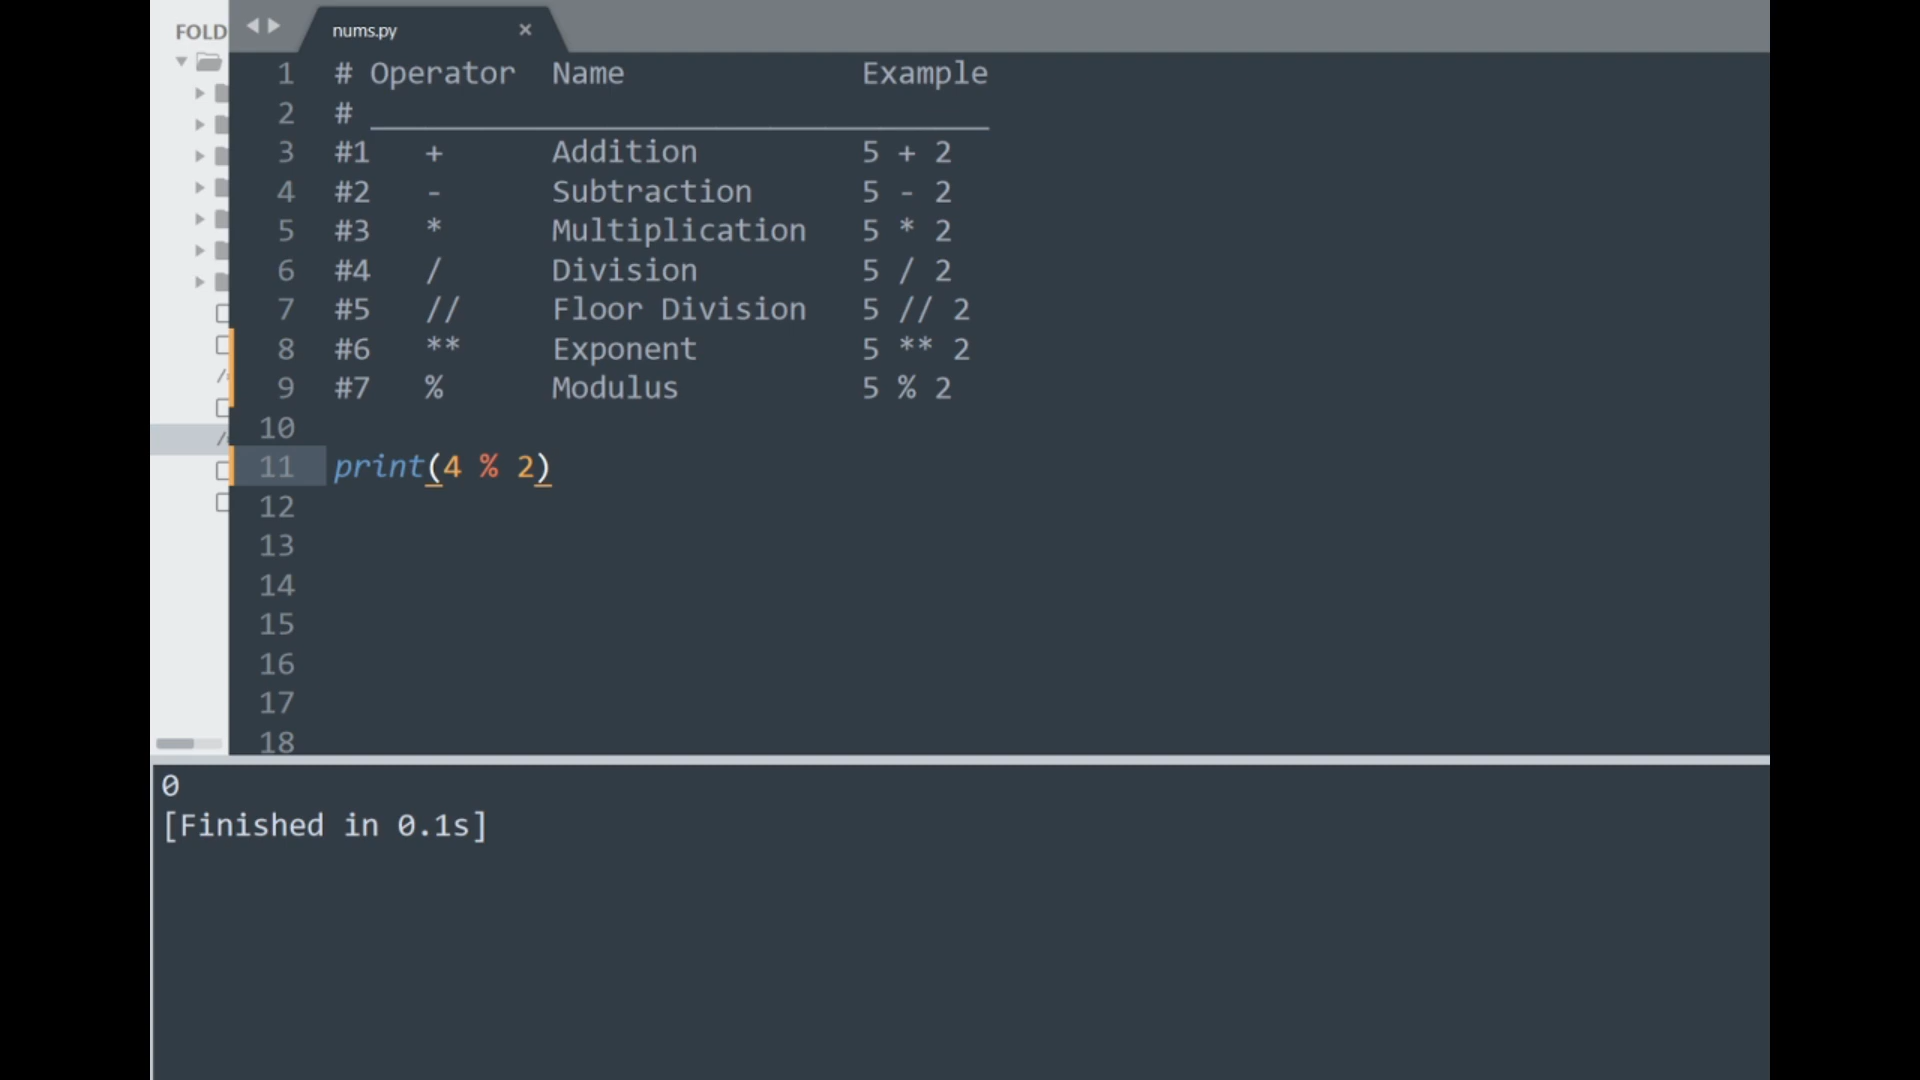 FOLD
nums.py ×
1 # Operator  Name             Example
2 # __________________________________
3 #1   +      Addition         5 + 2
4 #2   -      Subtraction      5 - 2
5 #3   *      Multiplication   5 * 2
6 #4   /      Division         5 / 2
7 #5   //     Floor Division   5 // 2
8 #6   **     Exponent         5 ** 2
9 #7   %      Modulus          5 % 2
10
11 print(4 % 2)
12
13
14
15
16
17
18
0
[Finished in 0.1s]